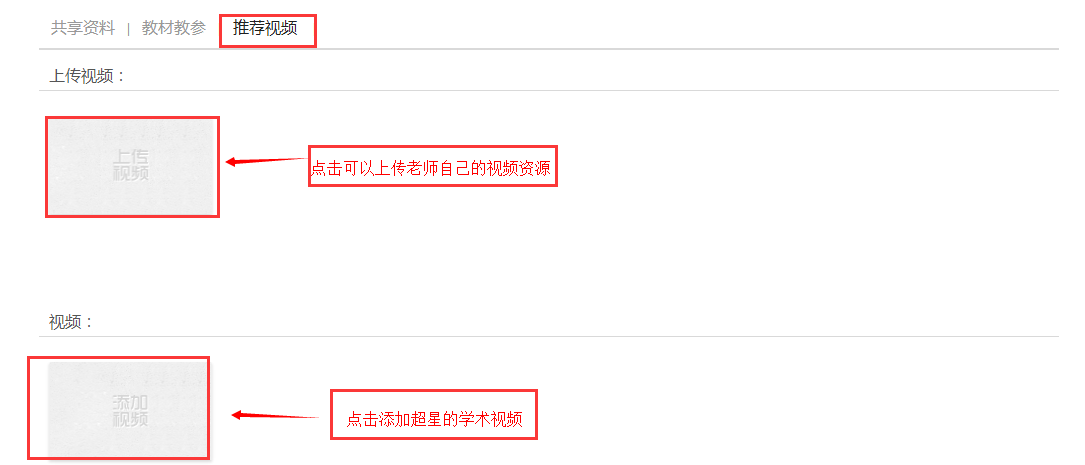 共享资料 | 教材教参 推荐视频
上传视频：
上传
视频
点击可以上传老师自己的视频资源
视频：
添加
视频
点击添加超星的学术视频